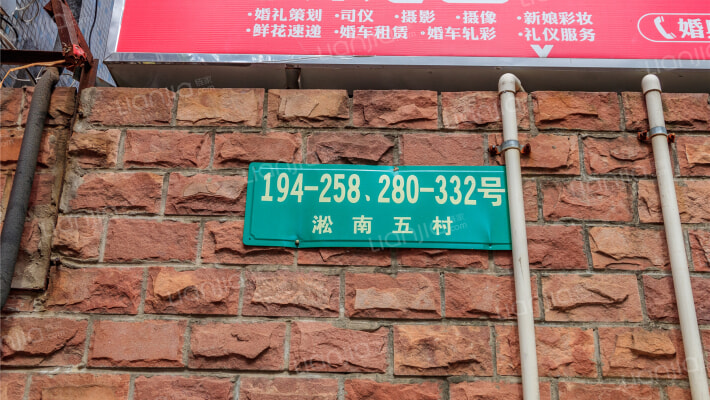 ·婚礼策划 ·司仪 ·摄影 ·摄像 ·新娘彩妆
·鲜花速递 ·婚车租赁 ·婚车轧彩 ·礼仪服务
194-258、280-332号
淞南五村